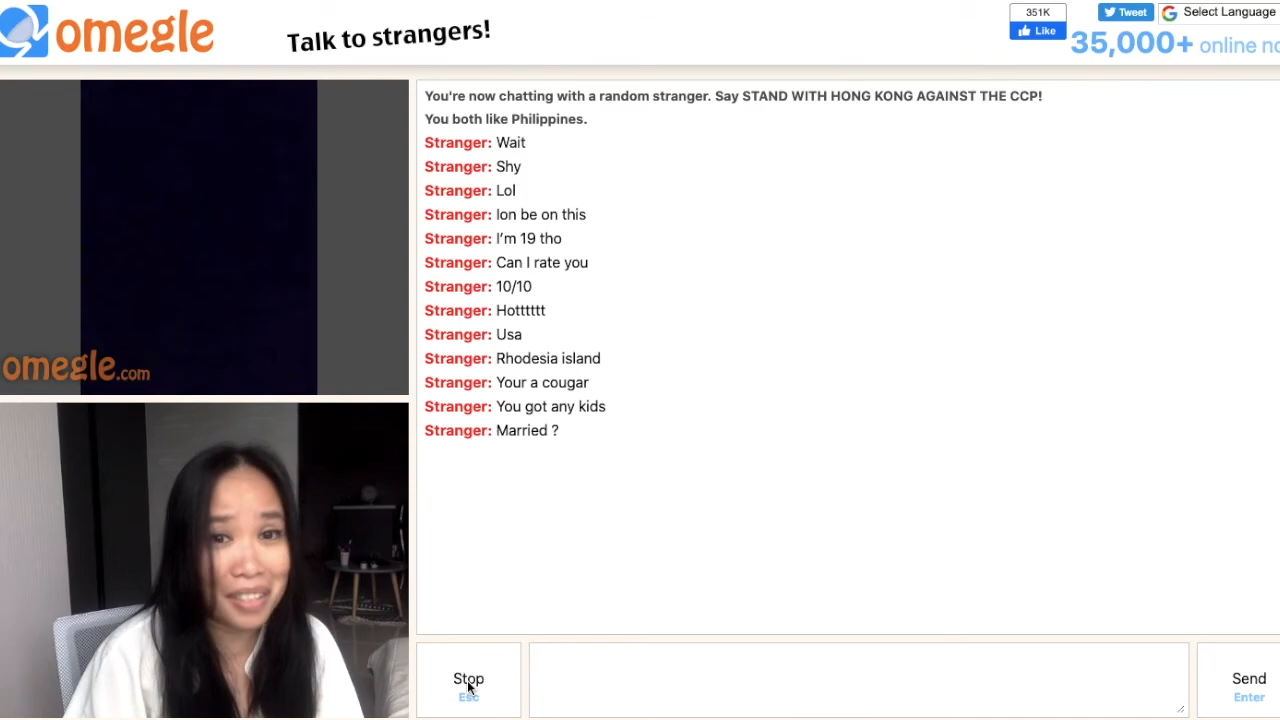 omegle
Talk to strangers!
351K
Like
Tweet
Select Language
35,000+ online
You're now chatting with a random stranger. Say STAND WITH HONG KONG AGAINST THE CCP!
You both like Philippines.
Stranger: Wait
Stranger: Shy
Stranger: Lol
Stranger: Ion be on this
Stranger: I'm 19 tho
Stranger: Can I rate you
Stranger: 10/10
Stranger: Hotttttt
Stranger: Usa
Stranger: Rhodesia island
Stranger: Your a cougar
Stranger: You got any kids
Stranger: Married ?
omegle.com
Stop
Esc
Send
Enter